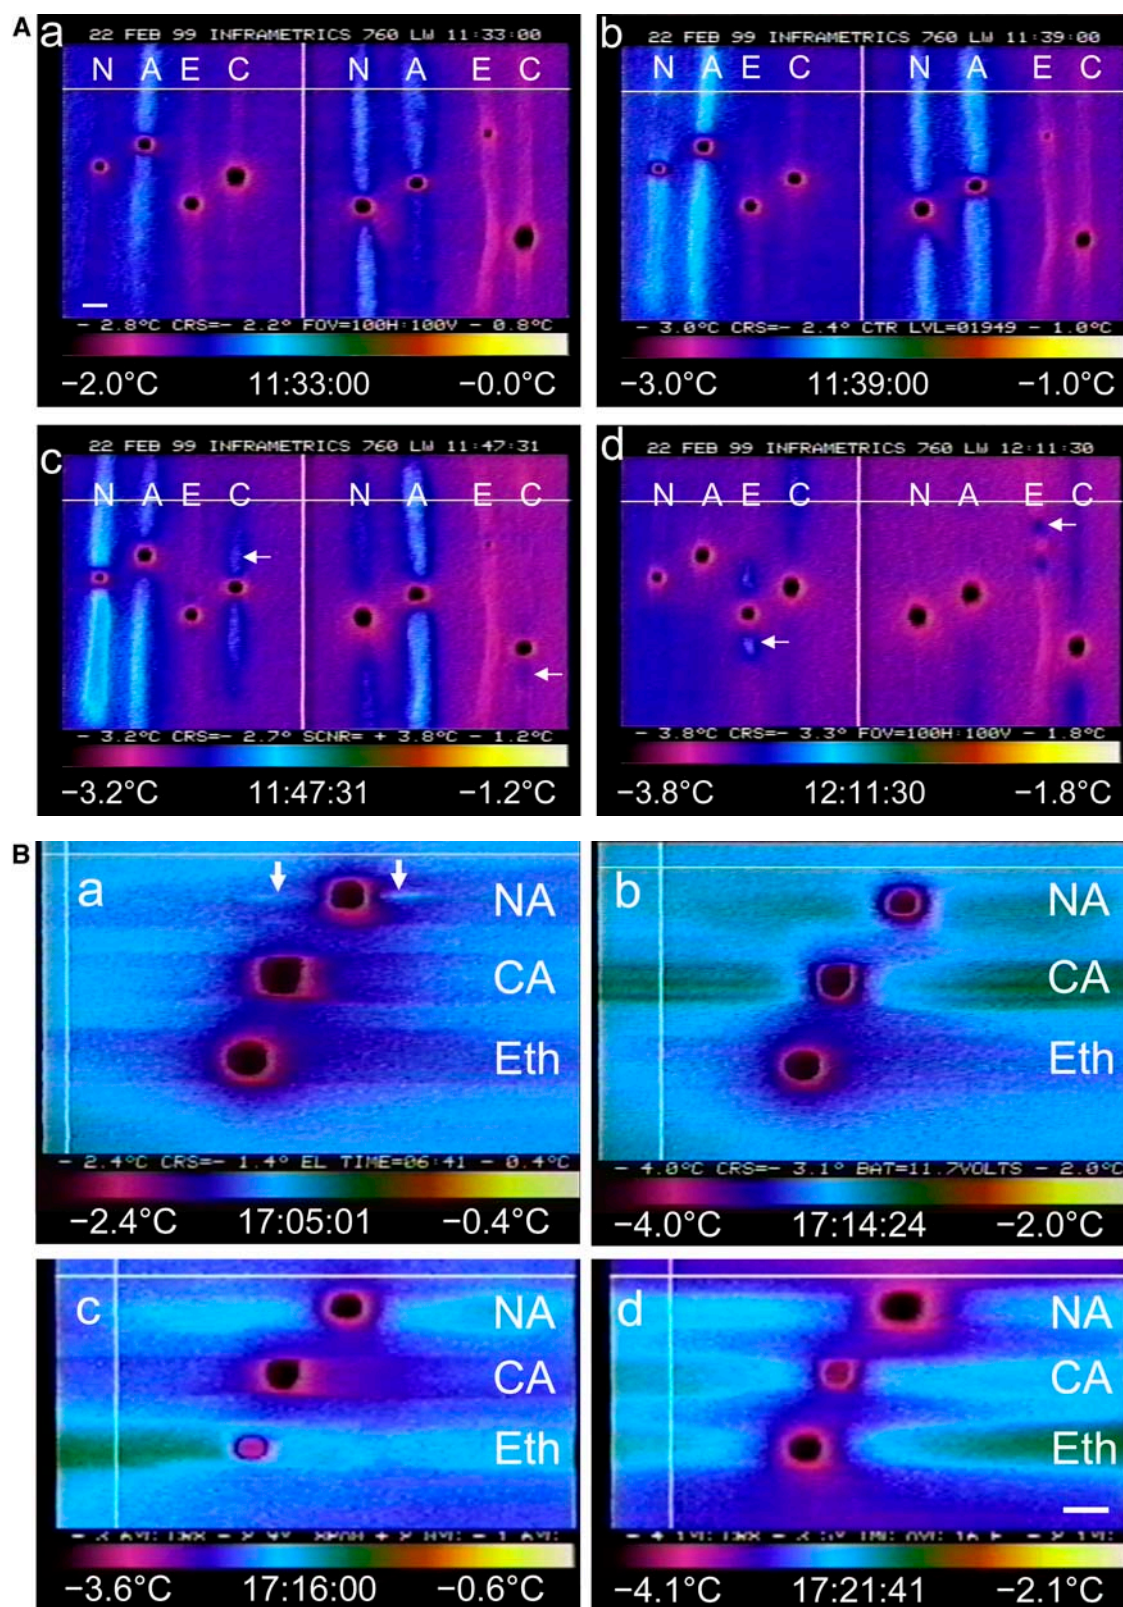 A
a
22 FEB 99 INFRAMETRICS 760 LW 11:33:00
N A E C N A E C
- 2.8°C CRS=- 2.2° FOV=100H:100V - 0.8°C
−2.0°C 11:33:00 −0.0°C
b
22 FEB 99 INFRAMETRICS 760 LW 11:39:00
N A E C N A E C
- 3.0°C CRS=- 2.4° CTR LVL=01949 - 1.0°C
−3.0°C 11:39:00 −1.0°C
c
22 FEB 99 INFRAMETRICS 760 LW 11:47:31
N A E C N A E C
- 3.2°C CRS=- 2.7° SCNR= + 3.8°C - 1.2°C
−3.2°C 11:47:31 −1.2°C
d
22 FEB 99 INFRAMETRICS 760 LW 12:11:30
N A E C N A E C
- 3.8°C CRS=- 3.3° FOV=100H:100V - 1.8°C
−3.8°C 12:11:30 −1.8°C
B
a
NA
CA
Eth
- 2.4°C CRS=- 1.4° EL TIME=06:41 - 0.4°C
−2.4°C 17:05:01 −0.4°C
b
NA
CA
Eth
- 4.0°C CRS=- 3.1° BAT=11.7VOLTS - 2.0°C
−4.0°C 17:14:24 −2.0°C
c
NA
CA
Eth
−3.6°C 17:16:00 −0.6°C
d
NA
CA
Eth
−4.1°C 17:21:41 −2.1°C